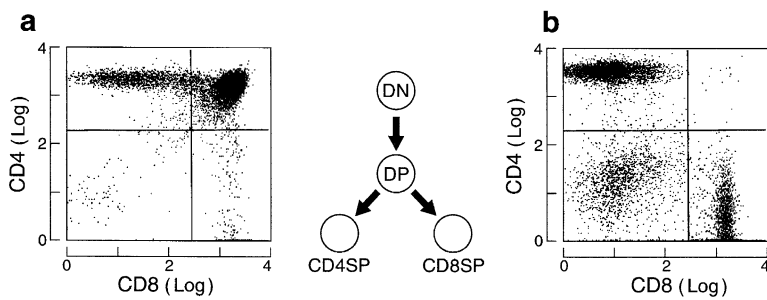 a
4
2
0
CD4 (Log)
0 2 4
CD8 (Log)
DN
DP
CD4SP CD8SP
b
4
2
0
CD4 (Log)
0 2 4
CD8 (Log)